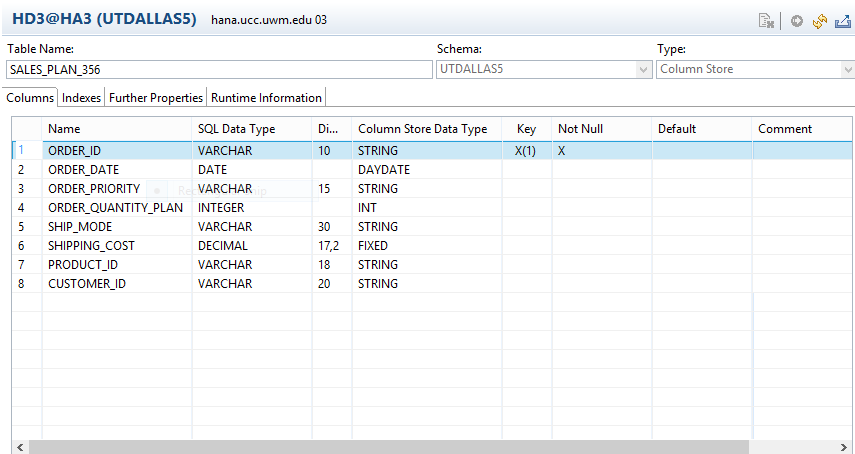 HD3@HA3 (UTDALLAS5) hana.ucc.uwm.edu 03
Table Name: Schema: Type:
SALES_PLAN_356 UTDALLAS5 Column Store
Columns Indexes Further Properties Runtime Information
Name SQL Data Type Di... Column Store Data Type Key Not Null Default Comment
1 ORDER_ID VARCHAR 10 STRING X(1) X
2 ORDER_DATE DATE DAYDATE
3 ORDER_PRIORITY VARCHAR 15 STRING
4 ORDER_QUANTITY_PLAN INTEGER INT
5 SHIP_MODE VARCHAR 30 STRING
6 SHIPPING_COST DECIMAL 17,2 FIXED
7 PRODUCT_ID VARCHAR 18 STRING
8 CUSTOMER_ID VARCHAR 20 STRING